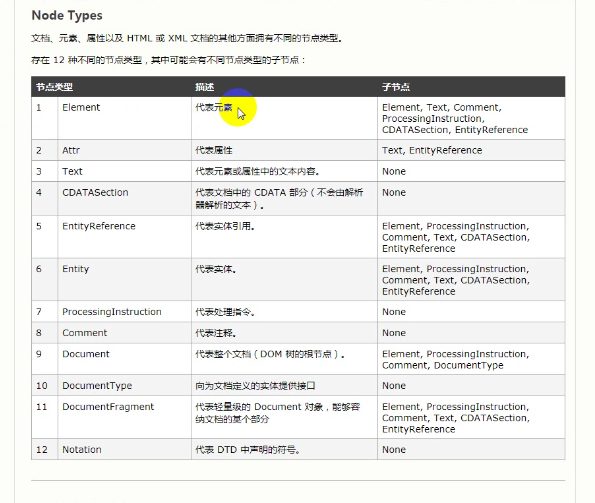 Node Types
文档、元素、属性以及 HTML 或 XML 文档的其他方面拥有不同的节点类型。
存在 12 种不同的节点类型，其中可能会有不同节点类型的子节点：
节点类型 描述 子节点
1 Element 代表元素 Element, Text, Comment,
ProcessingInstruction,
CDATASection, EntityReference
2 Attr 代表属性 Text, EntityReference
3 Text 代表元素或属性中的文本内容。 None
4 CDATASection 代表文档中的 CDATA 部分（不会由解析 None
器解析的文本）。
5 EntityReference 代表实体引用。 Element, ProcessingInstruction,
Comment, Text, CDATASection,
EntityReference
6 Entity 代表实体。 Element, ProcessingInstruction,
Comment, Text, CDATASection,
EntityReference
7 ProcessingInstruction 代表处理指令。 None
8 Comment 代表注释。 None
9 Document 代表整个文档（DOM 树的根节点）。 Element, ProcessingInstruction,
Comment, DocumentType
10 DocumentType 向为文档定义的实体提供接口 None
11 DocumentFragment 代表轻量级的 Document 对象，能够容 Element, ProcessingInstruction,
纳文档的某个部分 Comment, Text, CDATASection,
EntityReference
12 Notation 代表 DTD 中声明的符号。 None